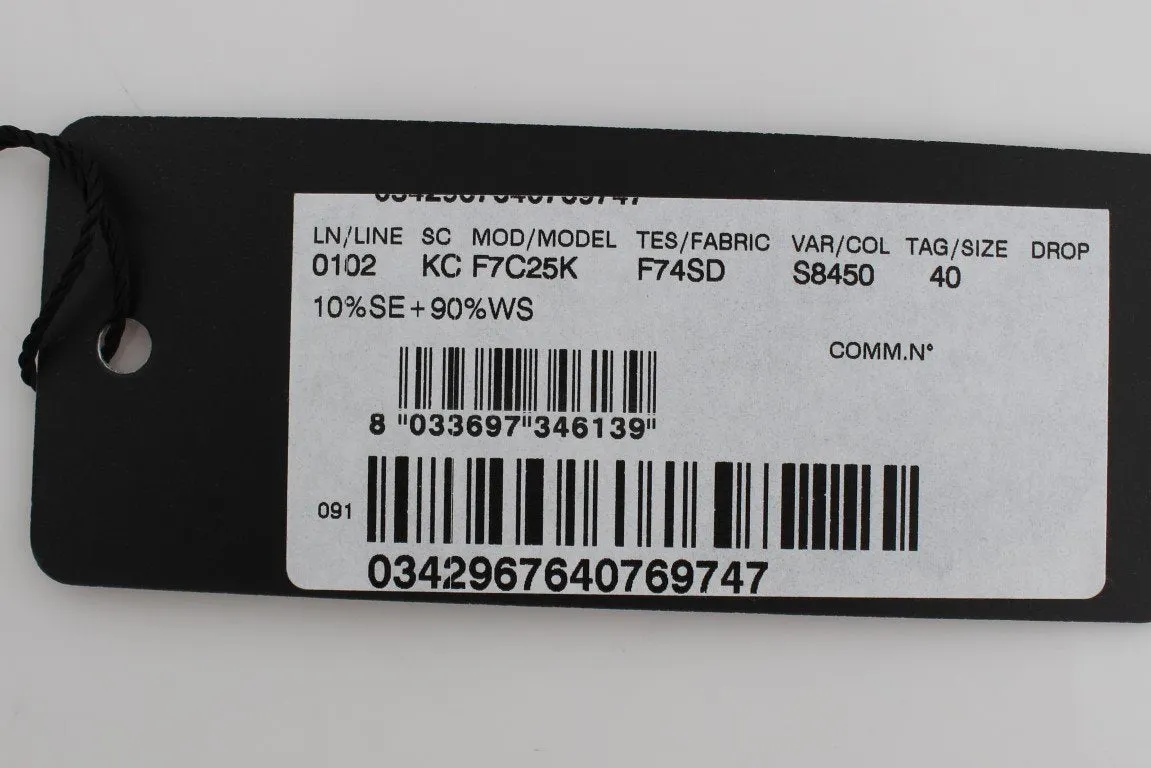 0342967640769747
LN/LINE SC MOD/MODEL TES/FABRIC VAR/COL TAG/SIZE DROP
0102 KC F7C25K F74SD S8450 40
10%SE+90%WS
COMM.N°
8 "033697"346139"
091
0342967640769747